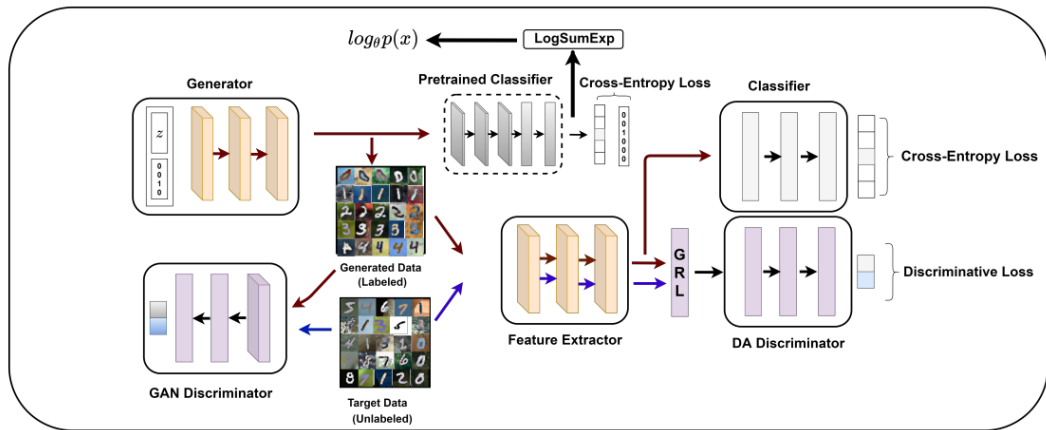 log_θp(x)
LogSumExp
Generator
Pretrained Classifier
Cross-Entropy Loss
Classifier
z
0
0
1
0
0
0
1
0
0
0
Cross-Entropy Loss
Generated Data
(Labeled)
G
R
L
Discriminative Loss
Feature Extractor
DA Discriminator
GAN Discriminator
Target Data
(Unlabeled)